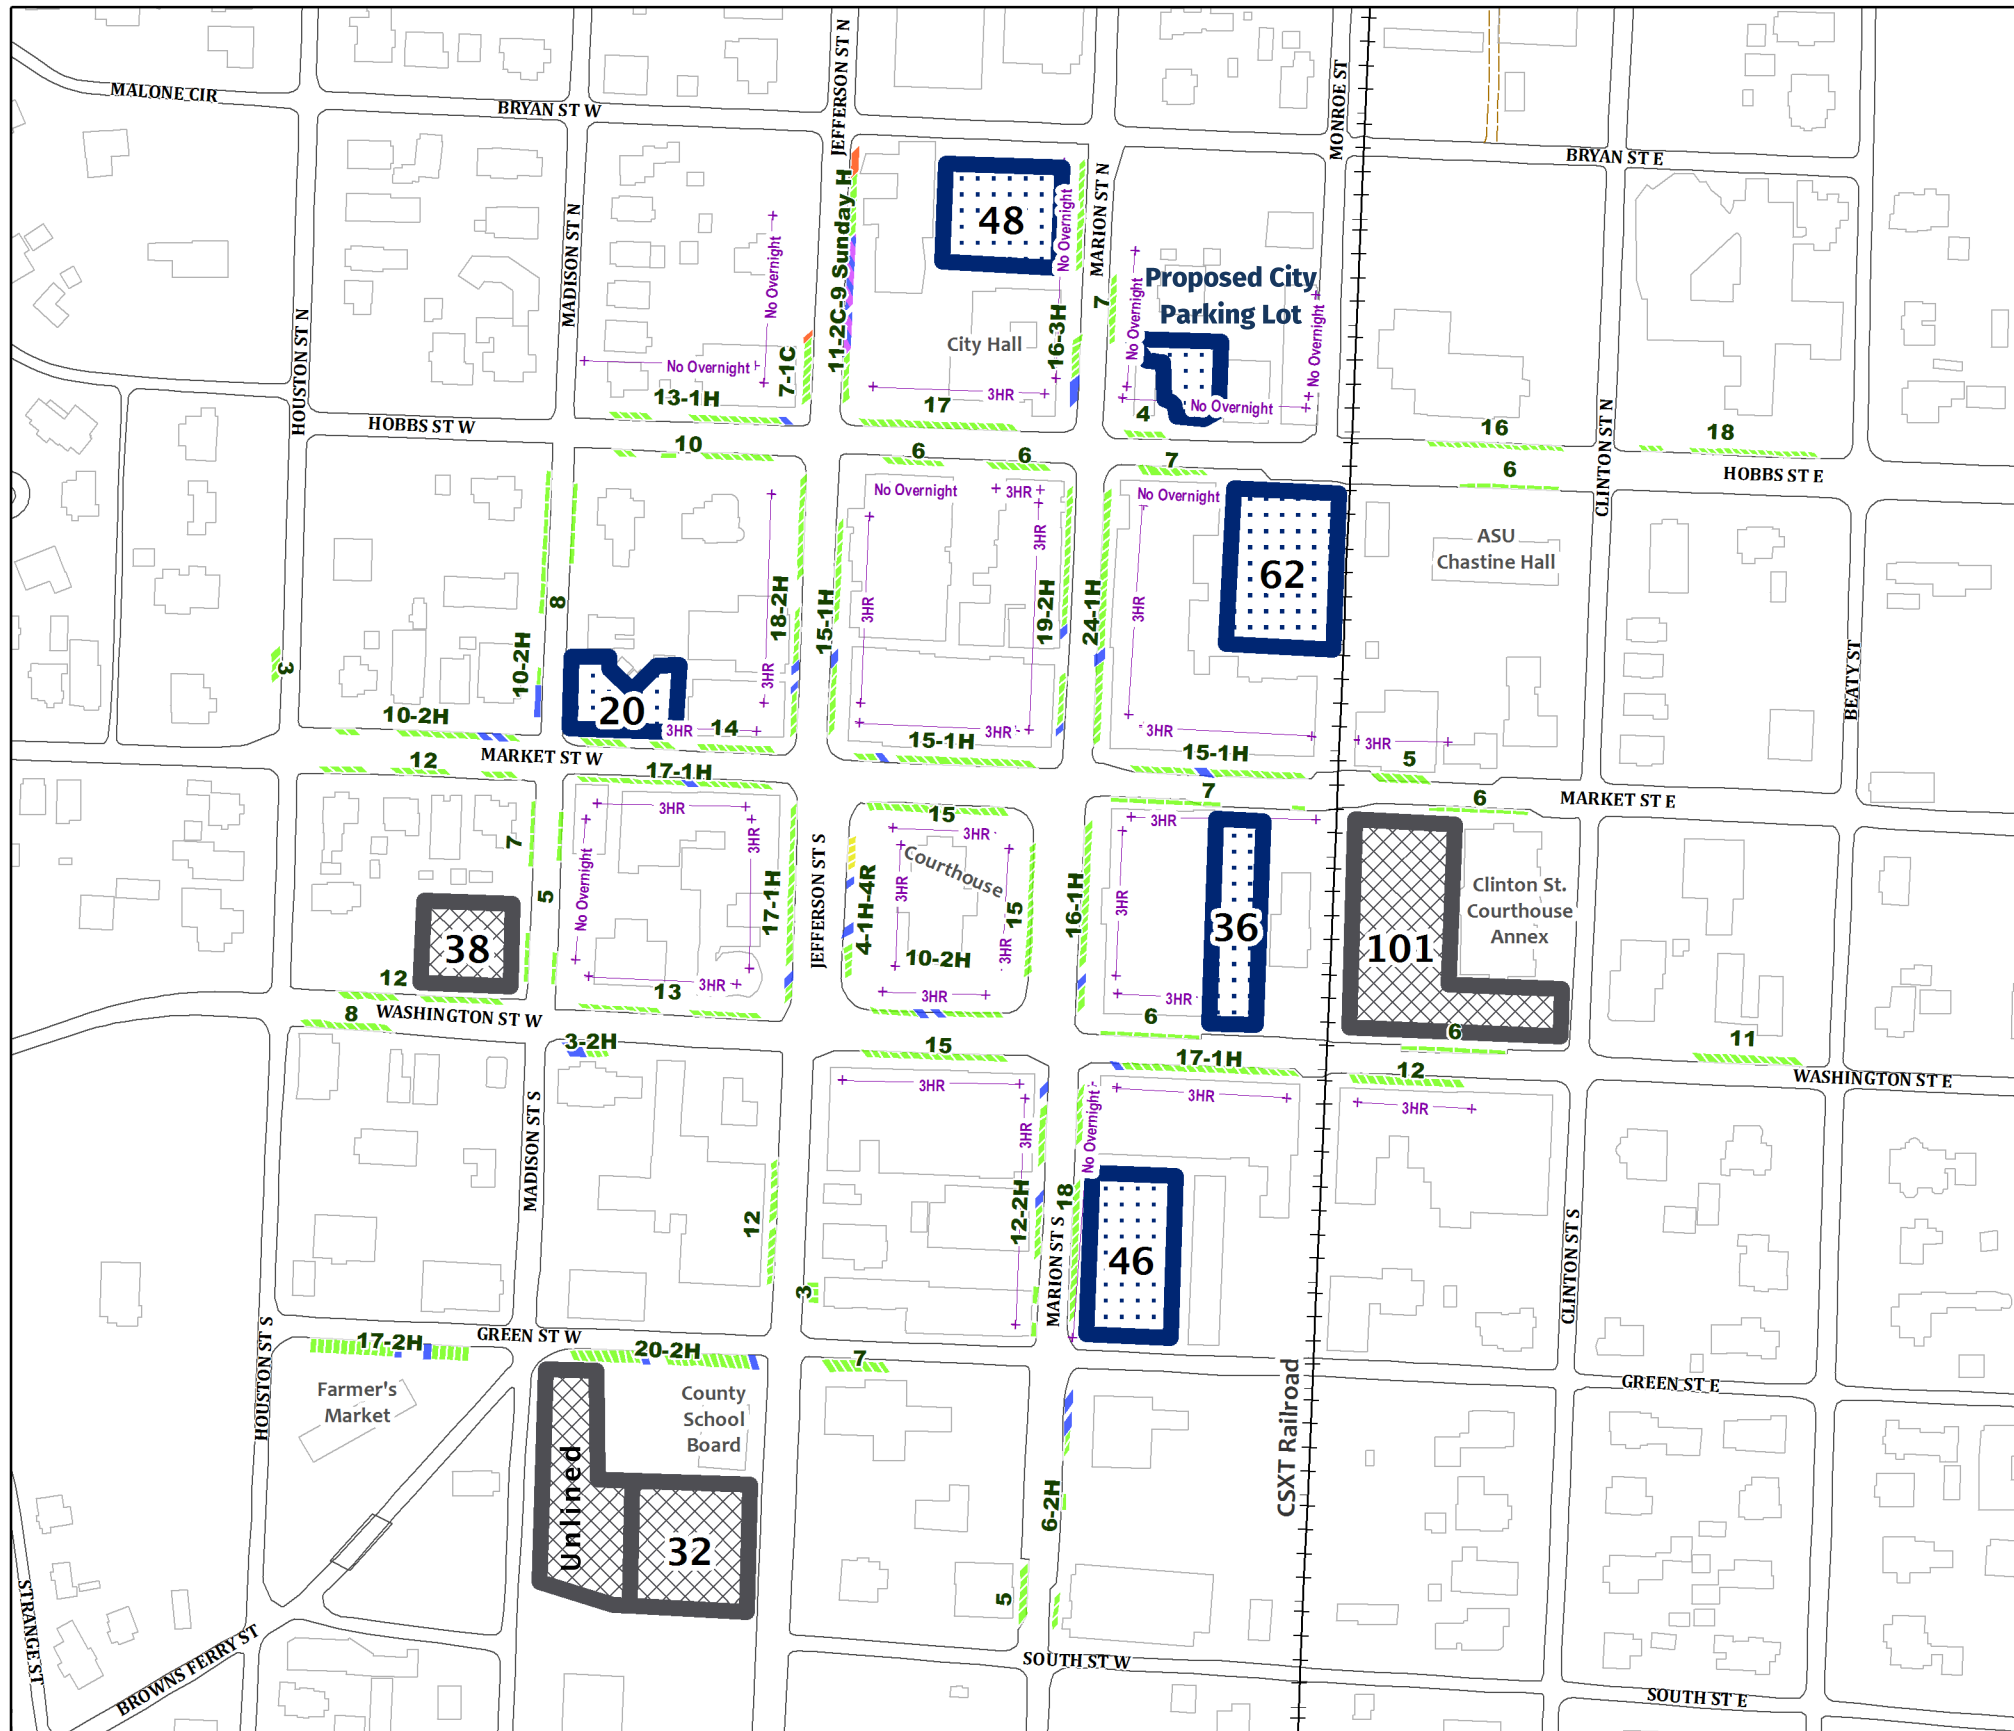 MALONE CIR
BRYAN ST W
JEFFERSON ST N
MONROE ST
BRYAN ST E
MADISON ST N
No Overnight
11-2C-9 Sunday H
48
No Overnight
MARION ST N
7
No Overnight
Proposed City
Parking Lot
No Overnight
HOUSTON ST N
No Overnight
13-1H
7-1C
City Hall
16-3H
3HR
17
4
No Overnight
HOBBS ST W
10
6
6
7
16
CLINTON ST N
18
6
HOBBS ST E
No Overnight
3HR
No Overnight
3HR
ASU
Chastine Hall
62
8
10-2H
18-2H
3HR
15-1H
3HR
19-2H
24-1H
3HR
3
20
3HR
14
10-2H
MARKET ST W
3HR
15-1H
3HR
15-1H
3HR
5
BEATY ST
12
17-1H
3HR
7
6
MARKET ST E
7
5
No Overnight
3HR
17-1H
JEFFERSON ST S
15
3HR
Courthouse
4-1H-4R
3HR
15
3HR
10-2H
3HR
16-1H
3HR
3HR
36
3HR
101
Clinton St.
Courthouse
Annex
38
12
3HR
13
8
WASHINGTON ST W
3-2H
15
6
17-1H
6
12
11
WASHINGTON ST E
3HR
3HR
No Overnight
3HR
3HR
MADISON ST S
12
3
12-2H
18
MARION ST S
46
CLINTON ST S
HOUSTON ST S
17-2H
GREEN ST W
20-2H
7
GREEN ST E
Farmer's
Market
County
School
Board
CSXT Railroad
Unlined
32
6-2H
5
STRANGE ST
BROWNS FERRY ST
SOUTH ST W
SOUTH ST E